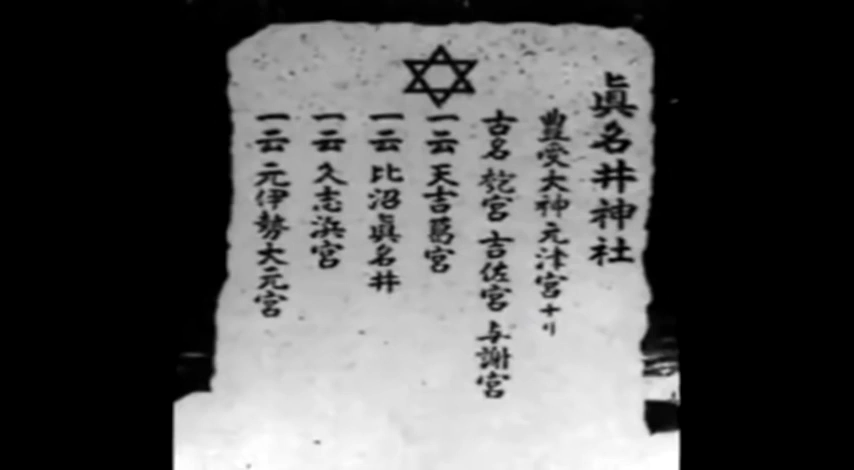 眞名井神社
豊受大神元津宮ナリ
古名 匏宮 吉佐宮 与謝宮
一云 天吉葛宮
一云 比沼眞名井
一云 久志浜宮
一云 元伊勢大元宮